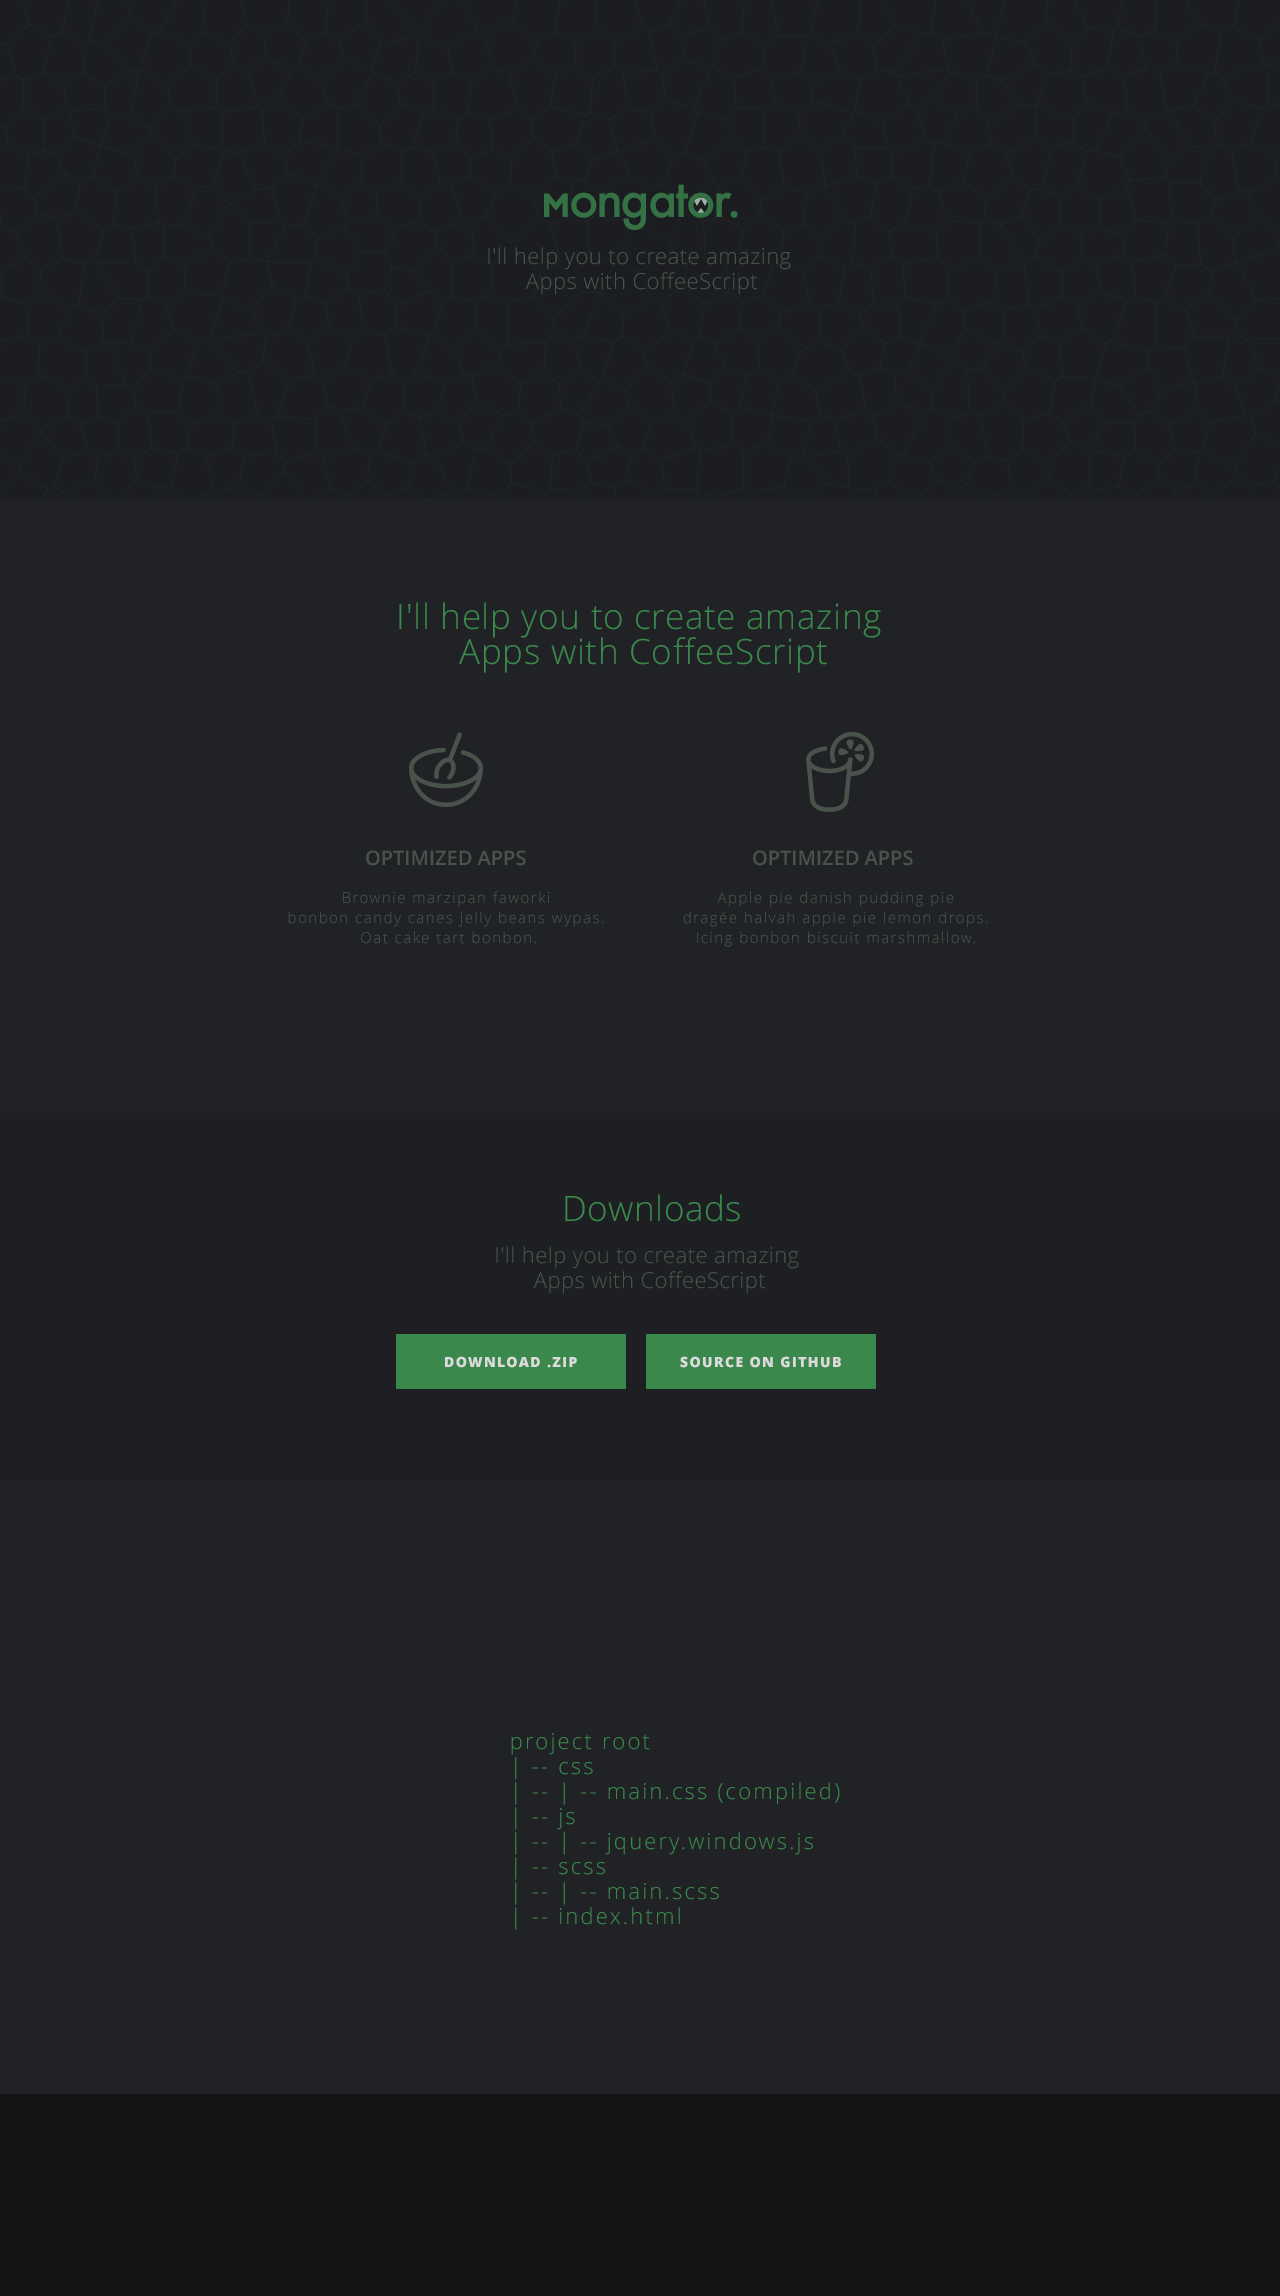 Mongator.
I'll help you to create amazing
Apps with CoffeeScript
I'll help you to create amazing
Apps with CoffeeScript
OPTIMIZED APPS
Brownie marzipan faworki
bonbon candy canes jelly beans wypas.
Oat cake tart bonbon.
OPTIMIZED APPS
Apple pie danish pudding pie
dragée halvah apple pie lemon drops.
Icing bonbon biscuit marshmallow.
Downloads
I'll help you to create amazing
Apps with CoffeeScript
DOWNLOAD .ZIP
SOURCE ON GITHUB
project root
| -- css
| -- | -- main.css (compiled)
| -- js
| -- | -- jquery.windows.js
| -- scss
| -- | -- main.scss
| -- index.html